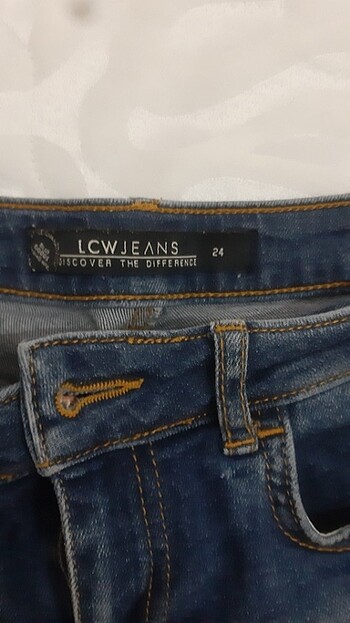 LCWJEANS 24
DISCOVER THE DIFFERENCE